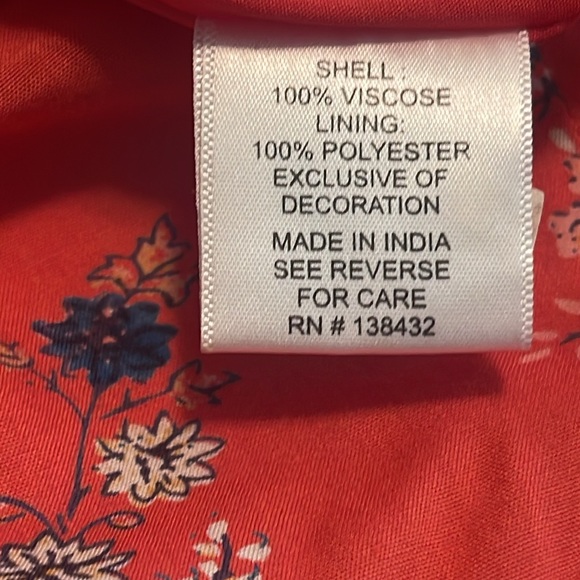 SHELL :
100% VISCOSE
LINING:
100% POLYESTER
EXCLUSIVE OF
DECORATION
MADE IN INDIA
SEE REVERSE
FOR CARE
RN # 138432